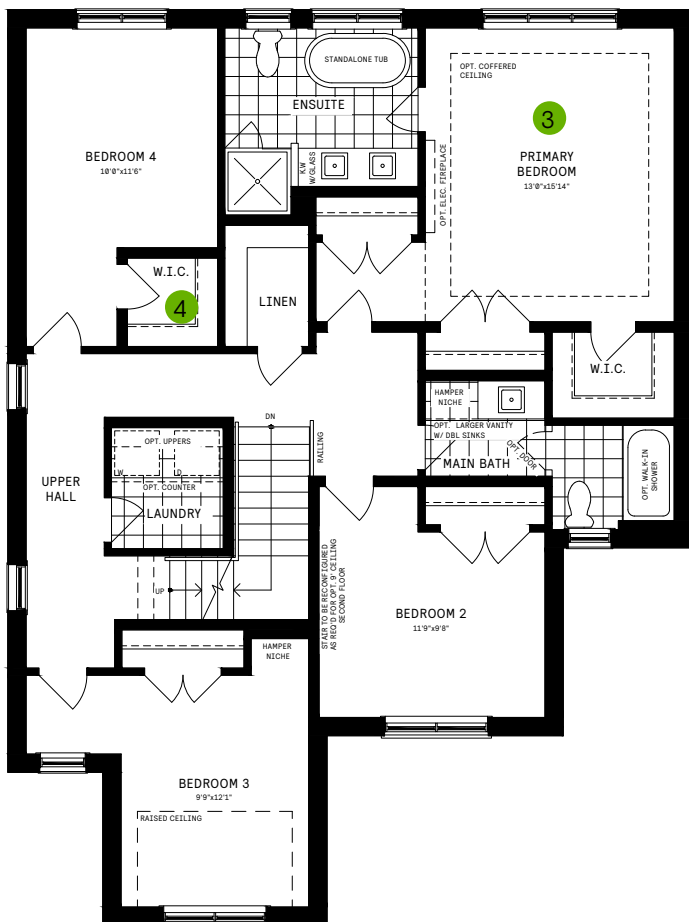 STANDALONE TUB
ENSUITE
K.W
W/GLASS
OPT. COFFERED
CEILING
3
PRIMARY
BEDROOM
13'0"x15'14"
OPT. ELEC. FIREPLACE
BEDROOM 4
10'0"x11'6"
W.I.C.
4
LINEN
W.I.C.
HAMPER
NICHE
OPT. LARGER VANITY
W/ DBL SINKS
OPT. DOOR
MAIN BATH
OPT. WALK-IN
SHOWER
DN
RAILING
OPT. UPPERS
W
D
OPT. COUNTER
LAUNDRY
UPPER
HALL
UP
STAIR TO BE RECONFIGURED
AS REQ'D FOR OPT. 9' CEILING
SECOND FLOOR
BEDROOM 2
11'9"x9'8"
HAMPER
NICHE
BEDROOM 3
9'9"x12'1"
RAISED CEILING